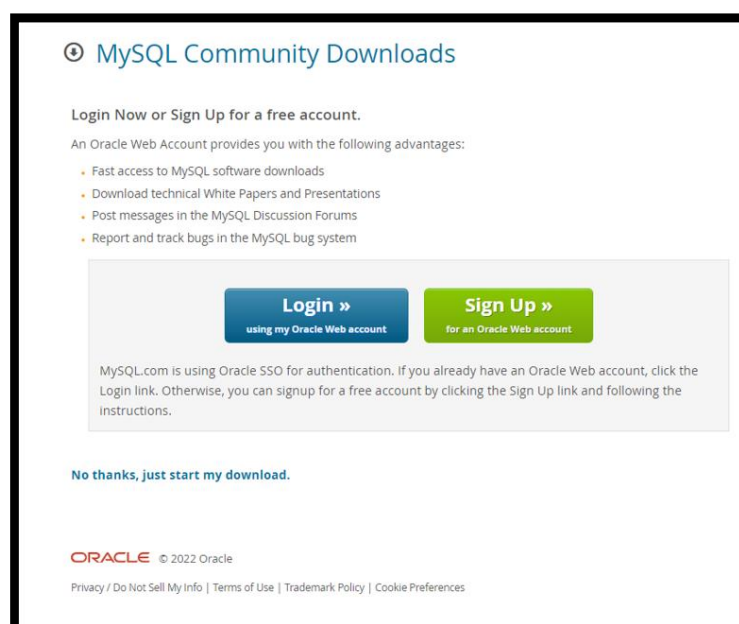 MySQL Community Downloads
Login Now or Sign Up for a free account.
An Oracle Web Account provides you with the following advantages:
Fast access to MySQL software downloads
Download technical White Papers and Presentations
Post messages in the MySQL Discussion Forums
Report and track bugs in the MySQL bug system
Login »
using my Oracle Web account
Sign Up »
for an Oracle Web account
MySQL.com is using Oracle SSO for authentication. If you already have an Oracle Web account, click the
Login link. Otherwise, you can signup for a free account by clicking the Sign Up link and following the
instructions.
No thanks, just start my download.
ORACLE © 2022 Oracle
Privacy / Do Not Sell My Info | Terms of Use | Trademark Policy | Cookie Preferences